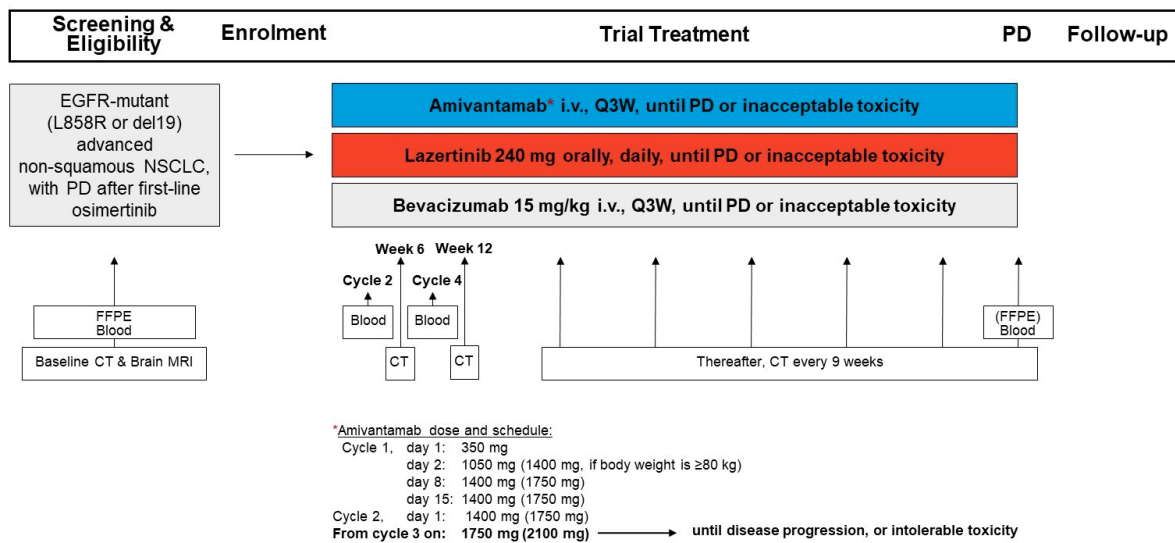 Screening &
Eligibility
Enrolment
Trial Treatment
PD
Follow-up
EGFR-mutant
(L858R or del19)
advanced
non-squamous NSCLC,
with PD after first-line
osimertinib
Amivantamab* i.v., Q3W, until PD or inacceptable toxicity
Lazertinib 240 mg orally, daily, until PD or inacceptable toxicity
Bevacizumab 15 mg/kg i.v., Q3W, until PD or inacceptable toxicity
Week 6
Week 12
Cycle 2
Cycle 4
FFPE
Blood
Blood
Blood
(FFPE)
Blood
Baseline CT & Brain MRI
CT
CT
Thereafter, CT every 9 weeks
*Amivantamab dose and schedule:
Cycle 1, day 1: 350 mg
day 2: 1050 mg (1400 mg, if body weight is ≥80 kg)
day 8: 1400 mg (1750 mg)
day 15: 1400 mg (1750 mg)
Cycle 2, day 1: 1400 mg (1750 mg)
From cycle 3 on: 1750 mg (2100 mg) until disease progression, or intolerable toxicity